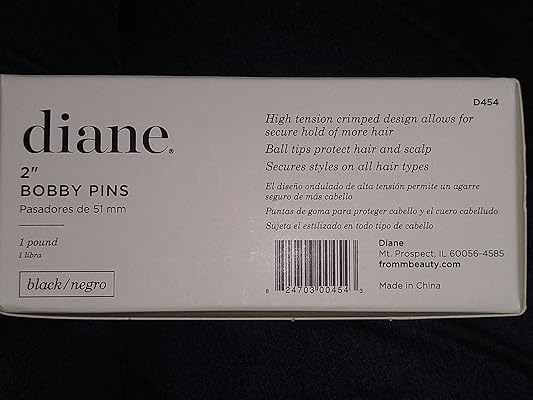 D454
diane®
2"
BOBBY PINS
Pasadores de 51 mm
1 pound
1 libra
black/negro
High tension crimped design allows for
secure hold of more hair
Ball tips protect hair and scalp
Secures styles on all hair types
El diseño ondulado de alta tensión permite un agarre
seguro de más cabello
Puntas de goma para proteger cabello y el cuero cabelludo
Sujeta el estilizado en todo tipo de cabello
8 24703 00454 3
Diane
Mt. Prospect, IL 60056-4585
frommbeauty.com
Made in China